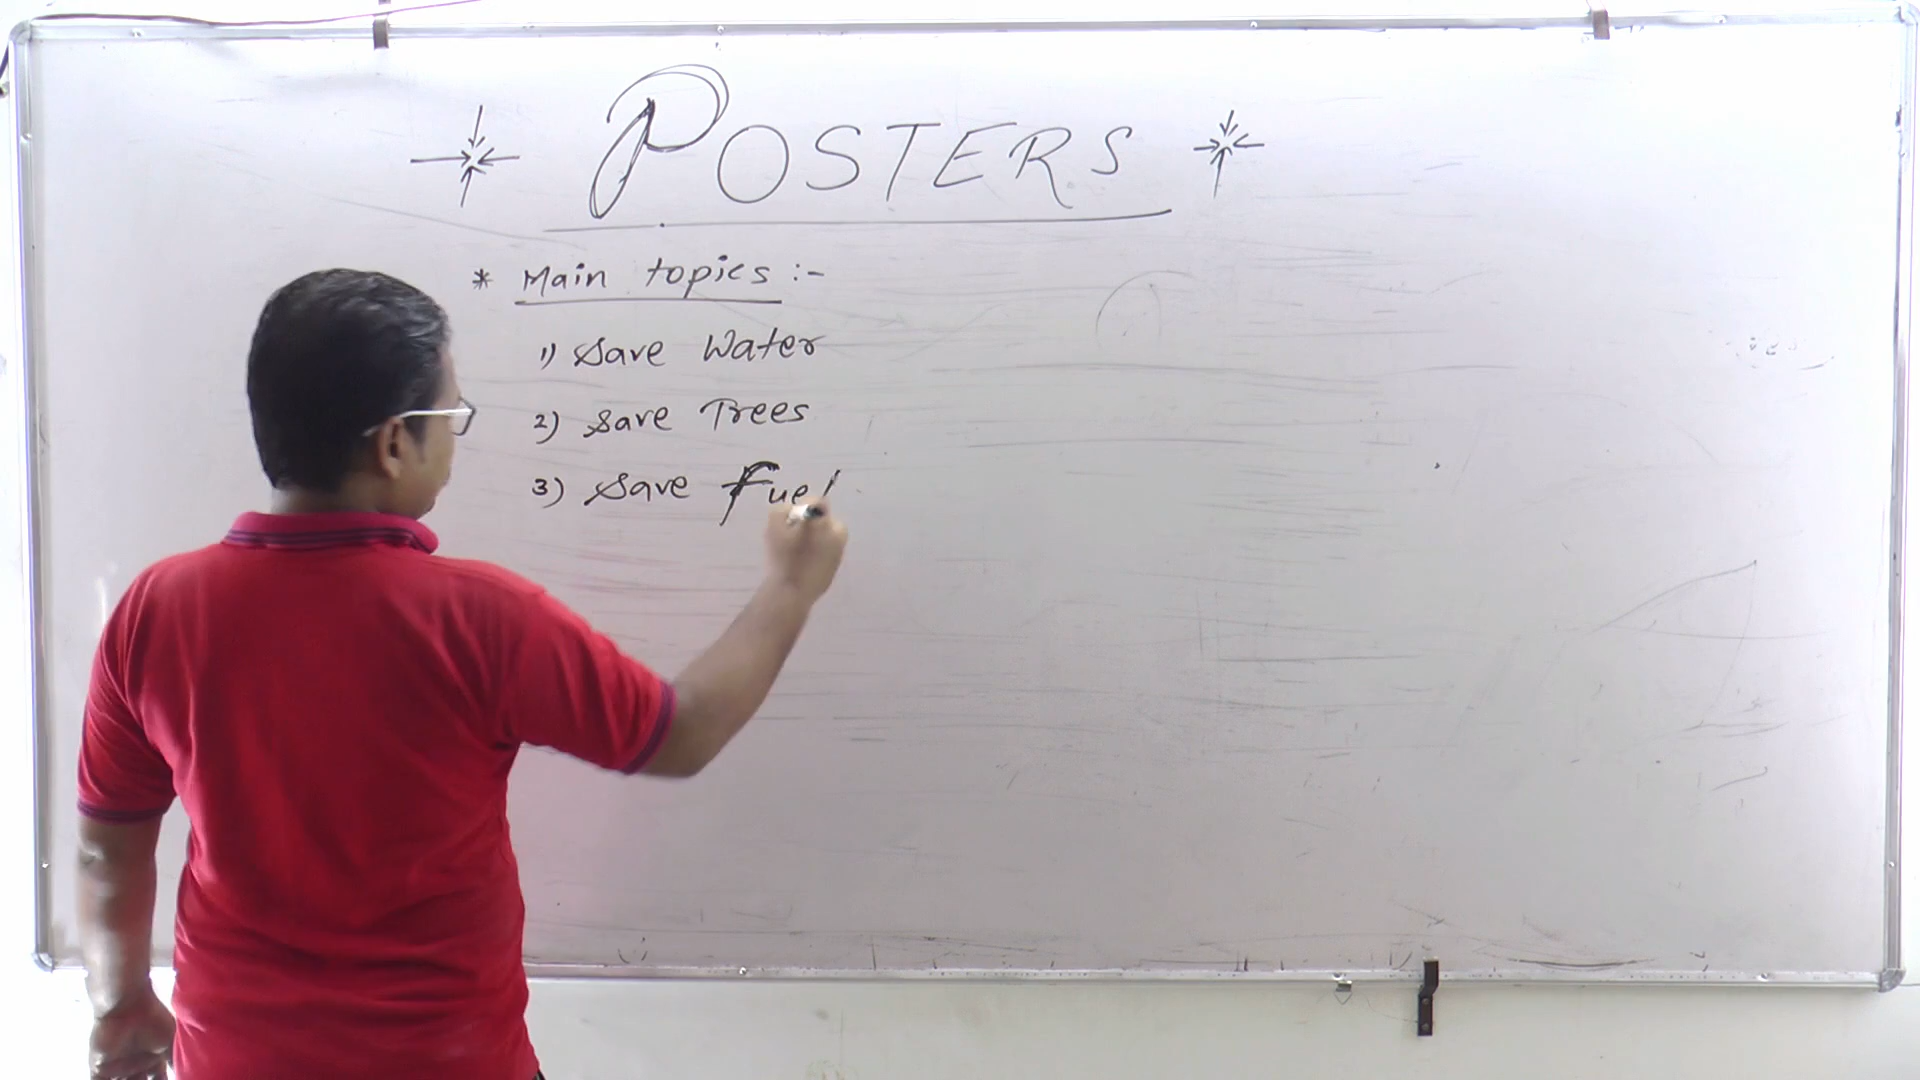 POSTERS
* Main topics :-
1) Save Water
2) Save Trees
3) Save Fuel